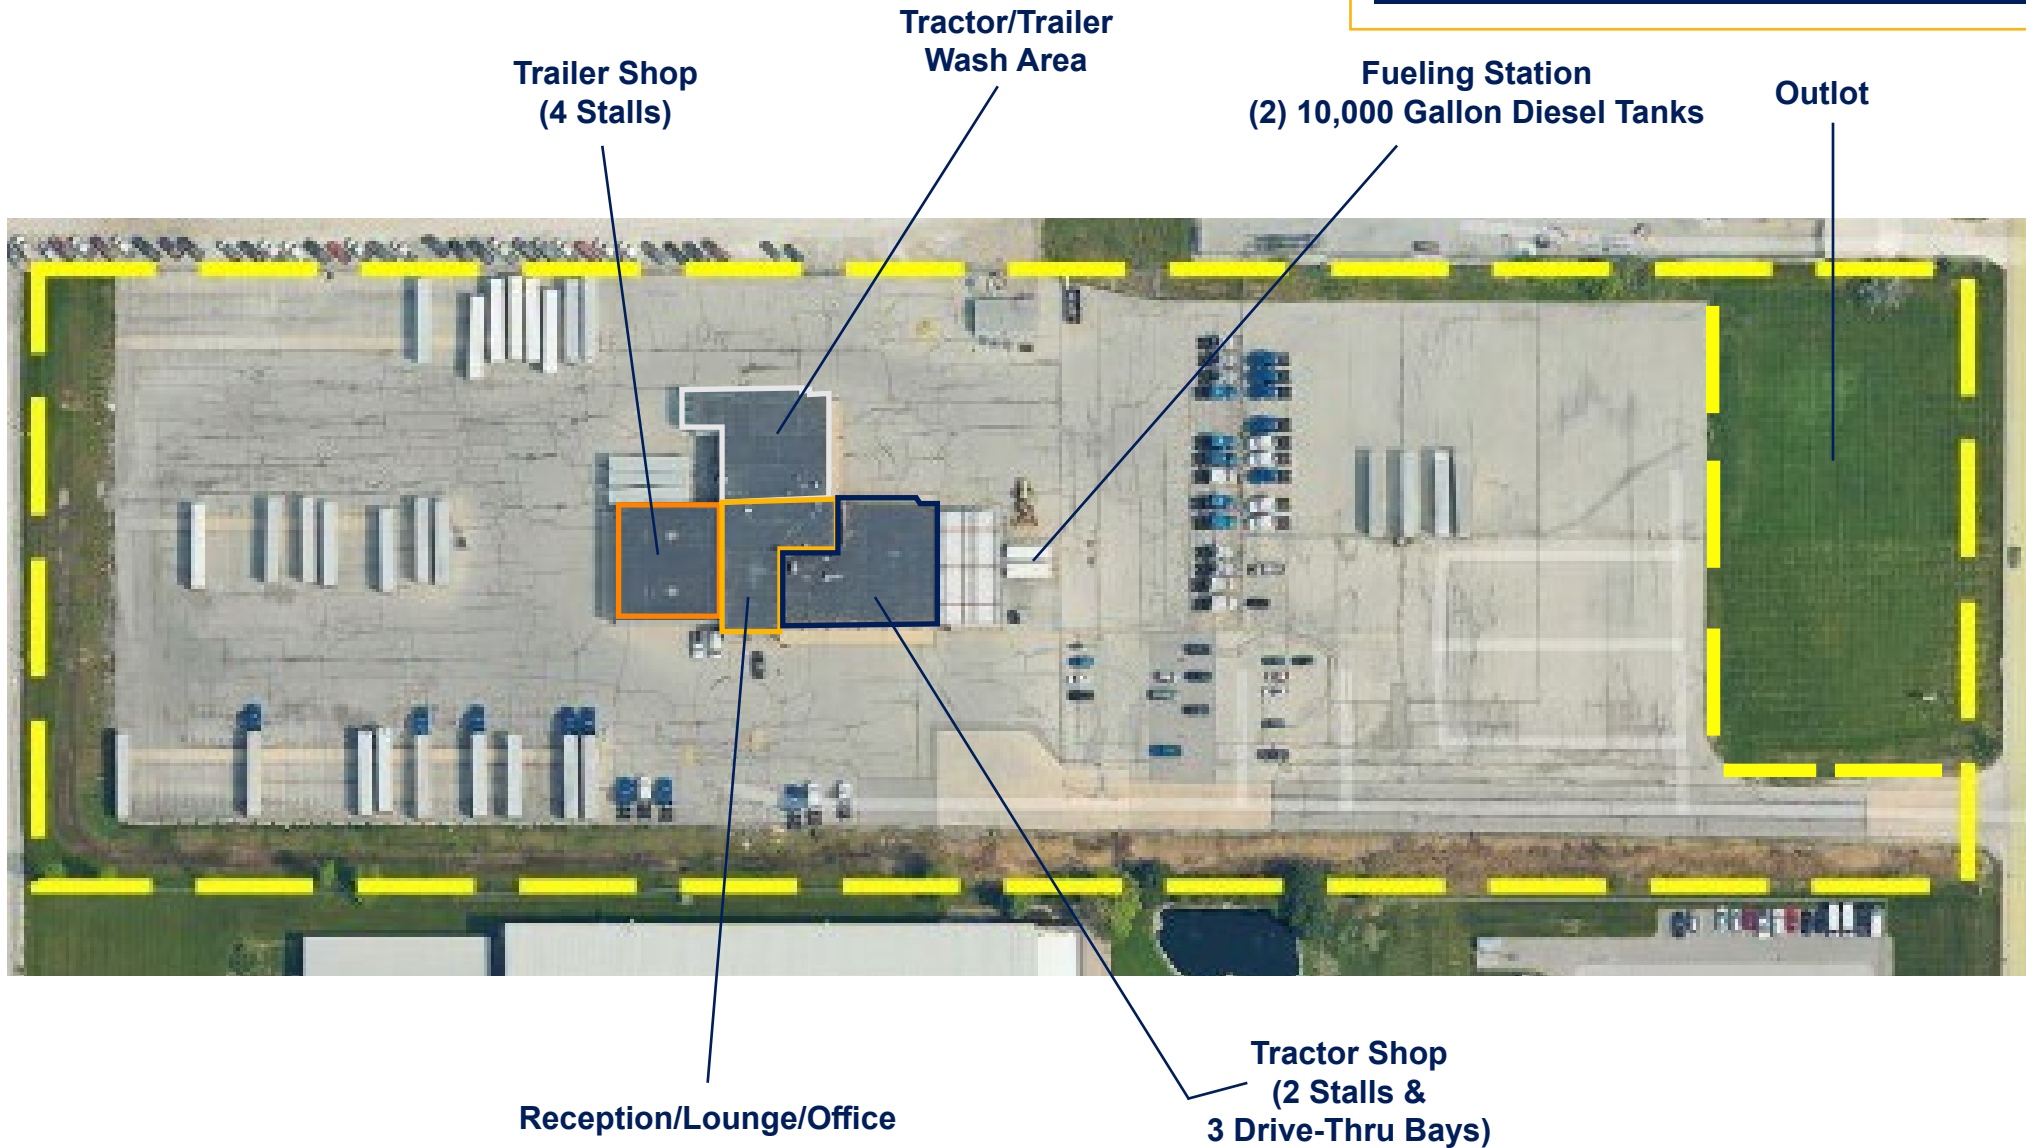 Tractor/Trailer
Wash Area
Trailer Shop
(4 Stalls)
Fueling Station
(2) 10,000 Gallon Diesel Tanks
Outlot
Reception/Lounge/Office
Tractor Shop
(2 Stalls &
3 Drive-Thru Bays)